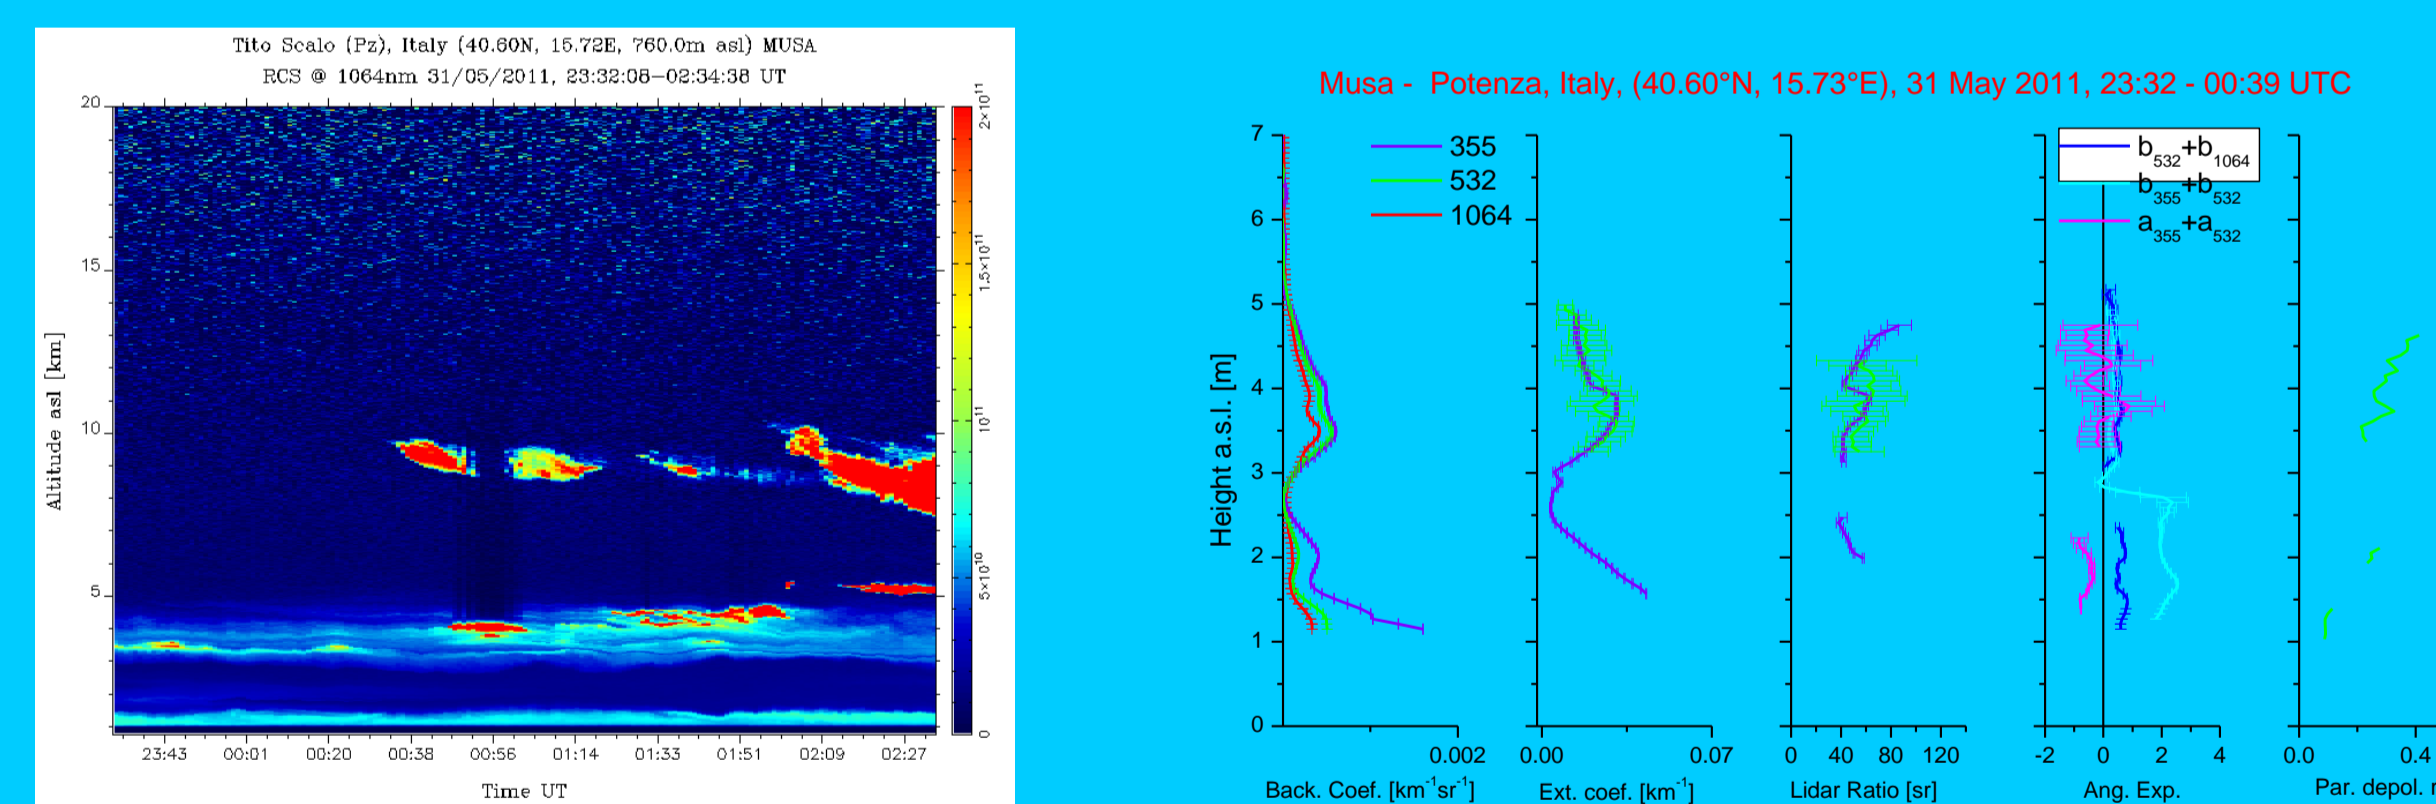 Tito Scalo (Pz), Italy (40.60N, 15.72E, 760.0m asl) MUSA
RCS @ 1064nm 31/05/2011, 23:32:08-02:34:38 UT
20
15
10
5
Altitude asl [km]
23:43 00:01 00:20 00:38 00:56 01:14 01:33 01:51 02:09 02:27
Time UT
2×10¹¹
1.5×10¹¹
10¹¹
5×10¹⁰
0
Musa - Potenza, Italy, (40.60°N, 15.73°E), 31 May 2011, 23:32 - 00:39 UTC
7
6
5
4
3
2
1
0
Height a.s.l. [m]
355
532
1064
0.002
Back. Coef. [km⁻¹sr⁻¹]
0.00 0.07
Ext. coef. [km⁻¹]
0 40 80 120
Lidar Ratio [sr]
b₅₃₂+b₁₀₆₄
b₃₅₅+b₅₃₂
a₃₅₅+a₅₃₂
-2 0 2 4
Ang. Exp.
0.0 0.4
Par. depol.